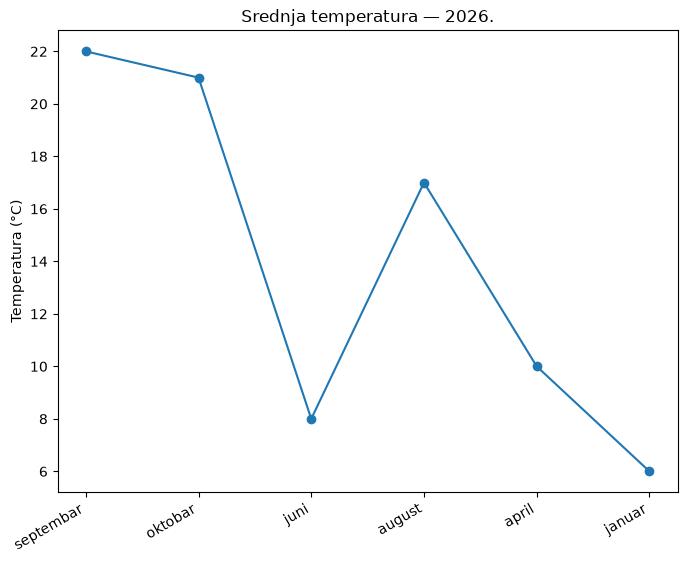 Srednja temperatura — 2026.
Temperatura (°C)
22
20
18
16
14
12
10
8
6
septembar
oktobar
juni
august
april
januar